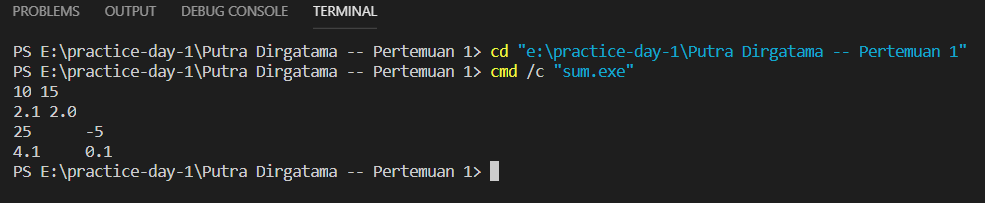 PROBLEMS OUTPUT DEBUG CONSOLE TERMINAL
PS E:\practice-day-1\Putra Dirgatama -- Pertemuan 1> cd "e:\practice-day-1\Putra Dirgatama -- Pertemuan 1"
PS E:\practice-day-1\Putra Dirgatama -- Pertemuan 1> cmd /c "sum.exe"
10 15
2.1 2.0
25 -5
4.1 0.1
PS E:\practice-day-1\Putra Dirgatama -- Pertemuan 1>